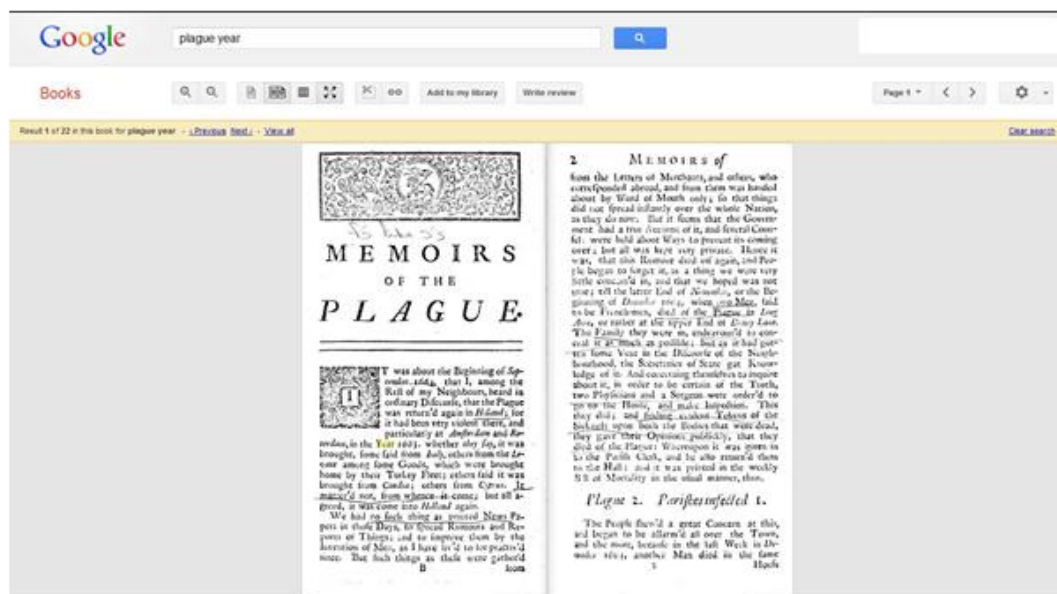 Google
plague year
Books
Add to my library
Write review
Page 1
Result 1 of 22 in this book for plague year - ‹ Previous Next › - View all
Clear search
MEMOIRS
OF THE
PLAGUE.
IT was about the Beginning of Sep-
tember 1664, that I, among the
Rest of my Neighbours, heard in
ordinary Discourse, that the Plague
was return'd again in Holland; for
it had been very violent there, and
particularly at Amsterdam and Ro-
terdam, in the Year 1663. whether they say, it was
brought, some said from Italy, others from the Le-
vant among some Goods, which were brought
home by their Turkey Fleet; others said it was
brought from Candia; others from Cyprus. It
matter'd not, from whence it come; but all a-
greed, it was come into Holland again.
We had no such thing as printed News Pa-
pers in those Days, to spread Rumours and Re-
ports of Things; and to improve them by the
Invention of Men, as I have liv'd to see practis'd
since. But such things as these were gather'd
B from
2 MEMOIRS of
from the Letters of Merchants, and others, who
corresponded abroad, and from them was handed
about by Word of Mouth only; so that things
did not spread instantly over the whole Nation,
as they do now. But it seems that the Govern-
ment had a true Account of it, and several Coun-
sels were held about Ways to prevent its coming
over; but all was kept very private. Hence it
was, that this Rumour died off again, and Peo-
ple began to forget it, as a thing we were very
little concern'd in, and that we hoped was not
true; till the latter End of November, or the Be-
ginning of December 1664, when two Men, said
to be Frenchmen, died of the Plague in Long
Acre, or rather at the upper End of Drury Lane.
The Family they were in, endeavour'd to con-
ceal it as much as possible; but as it had got-
ten some Vent in the Discourse of the Neigh-
bourhood, the Secretaries of State gat Know-
ledge of it. And concerning themselves to inquire
about it, in order to be certain of the Truth,
two Physicians and a Surgeon were order'd to
go to the House, and make Inspection. This
they did; and finding evident Tokens of the
Sickness upon both the Bodies that were dead,
they gave their Opinions publickly, that they
died of the Plague: Whereupon it was given in
to the Parish Clerk, and he also return'd them
to the Hall; and it was printed in the weekly
Bill of Mortality in the usual manner, thus.
Plague 2. Parishes infected 1.
The People shew'd a great Concern at this,
and began to be allarm'd all over the Town,
and the more, because in the last Week in De-
cember 1664, another Man died in the same
House